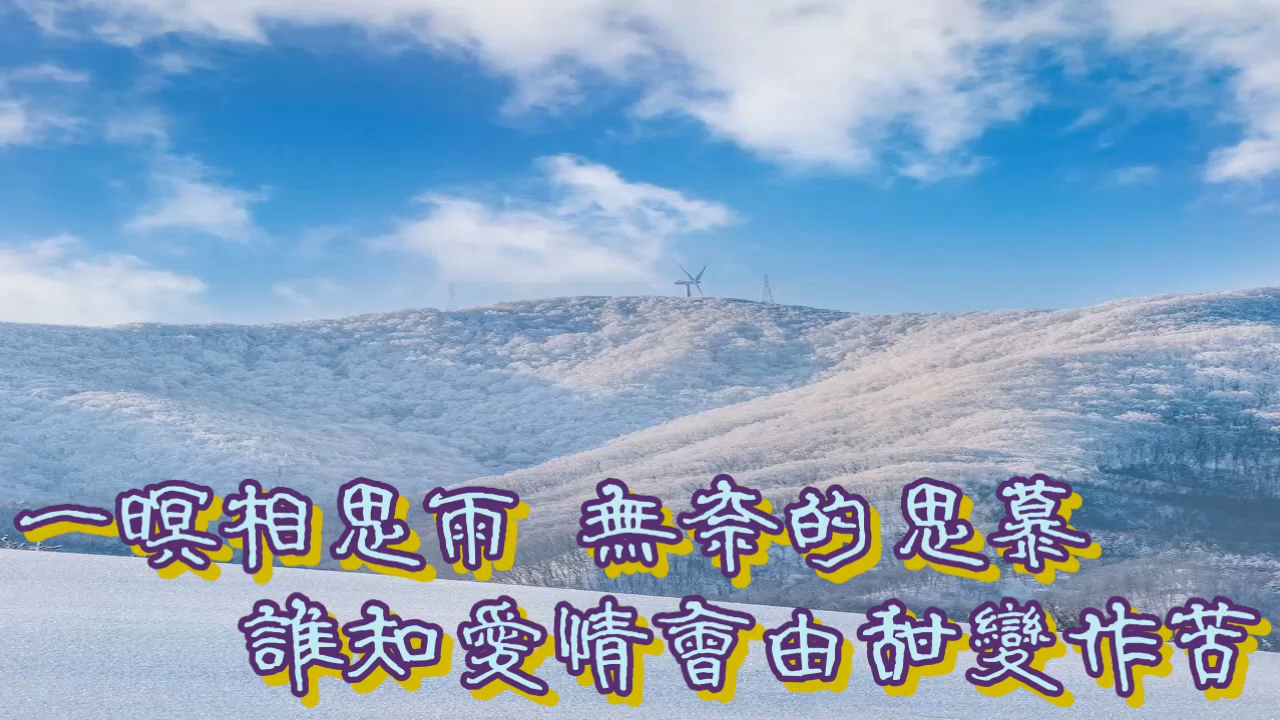 一暝相思雨 無奈的思慕
誰知愛情會由甜變作苦